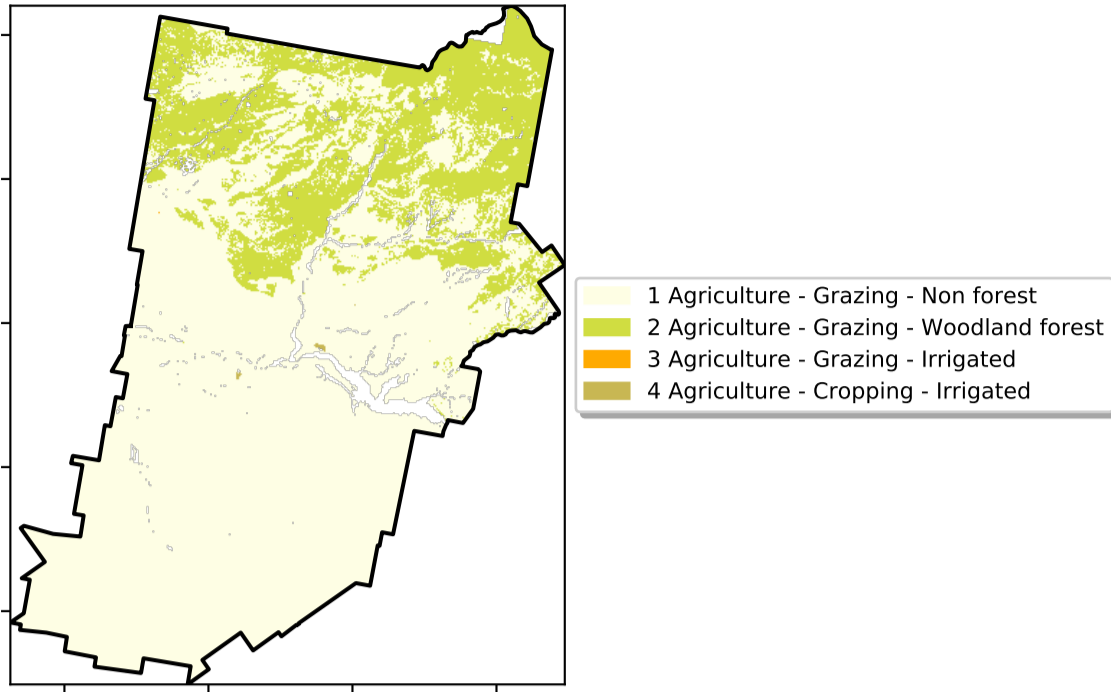 1 Agriculture - Grazing - Non forest
2 Agriculture - Grazing - Woodland forest
3 Agriculture - Grazing - Irrigated
4 Agriculture - Cropping - Irrigated